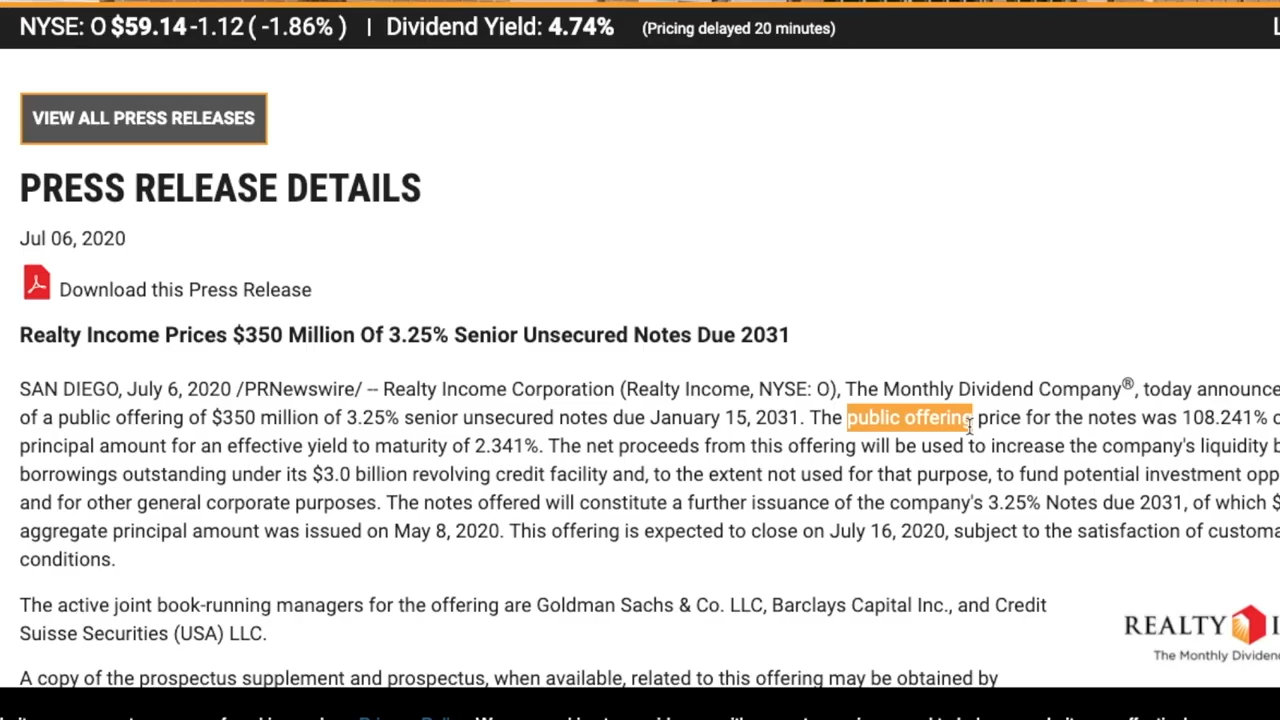 NYSE: O $59.14 -1.12 ( -1.86% ) | Dividend Yield: 4.74% (Pricing delayed 20 minutes)
VIEW ALL PRESS RELEASES
PRESS RELEASE DETAILS
Jul 06, 2020
Download this Press Release
Realty Income Prices $350 Million Of 3.25% Senior Unsecured Notes Due 2031
SAN DIEGO, July 6, 2020 /PRNewswire/ -- Realty Income Corporation (Realty Income, NYSE: O), The Monthly Dividend Company®, today announce
of a public offering of $350 million of 3.25% senior unsecured notes due January 15, 2031. The public offering price for the notes was 108.241%
principal amount for an effective yield to maturity of 2.341%. The net proceeds from this offering will be used to increase the company's liquidity
borrowings outstanding under its $3.0 billion revolving credit facility and, to the extent not used for that purpose, to fund potential investment opp
and for other general corporate purposes. The notes offered will constitute a further issuance of the company's 3.25% Notes due 2031, of which $
aggregate principal amount was issued on May 8, 2020. This offering is expected to close on July 16, 2020, subject to the satisfaction of customa
conditions.
The active joint book-running managers for the offering are Goldman Sachs & Co. LLC, Barclays Capital Inc., and Credit
Suisse Securities (USA) LLC.
REALTY
The Monthly Dividen
A copy of the prospectus supplement and prospectus, when available, related to this offering may be obtained by